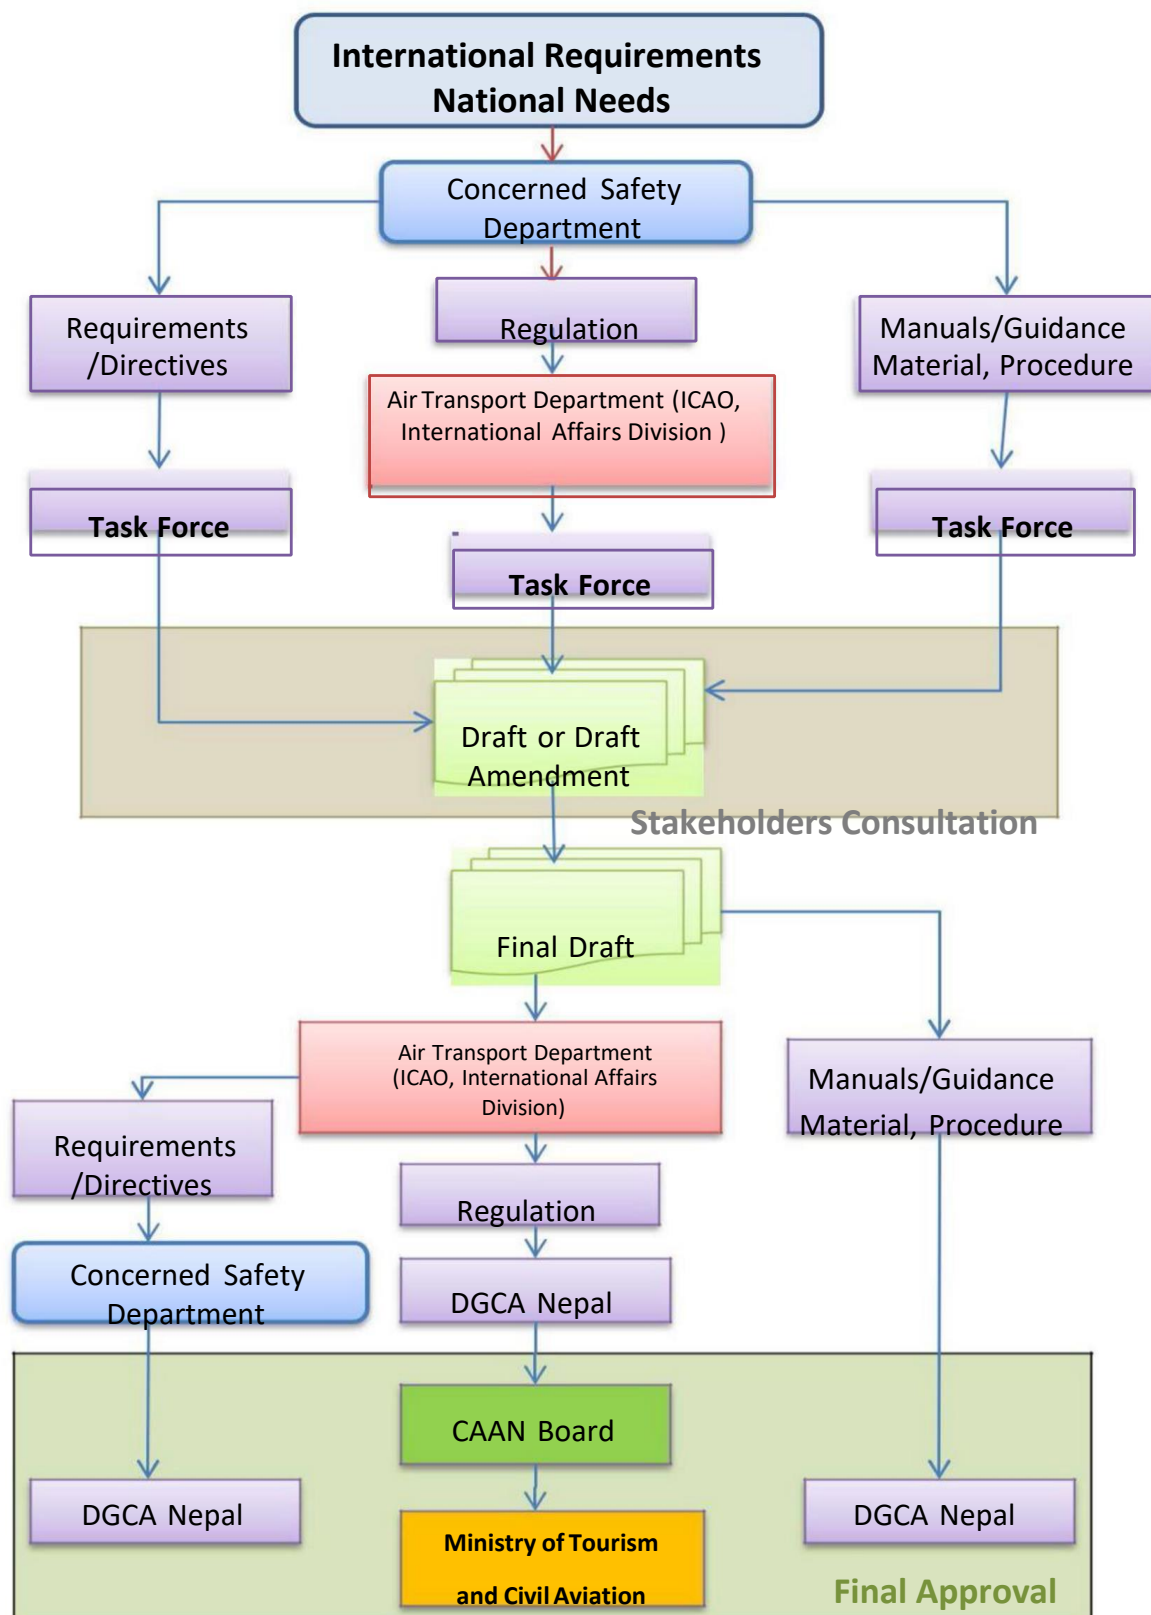 International Requirements
National Needs
Concerned Safety
Department
Requirements
/Directives
Regulation
Manuals/Guidance
Material, Procedure
Air Transport Department (ICAO,
International Affairs Division )
Task Force
Task Force
Task Force
Draft or Draft
Amendment
Stakeholders Consultation
Final Draft
Air Transport Department
(ICAO, International Affairs
Division)
Manuals/Guidance
Material, Procedure
Requirements
/Directives
Regulation
Concerned Safety
Department
DGCA Nepal
CAAN Board
DGCA Nepal
DGCA Nepal
Ministry of Tourism
and Civil Aviation
Final Approval